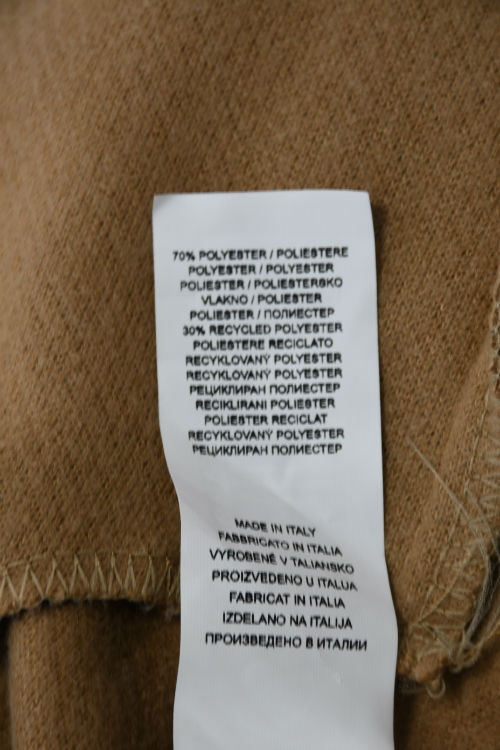 70% POLYESTER / POLIESTERE
POLYESTER / POLYESTER
POLIESTER / POLIESTERSKO
VLAKNO / POLIESTER
POLIESTER / ПОЛИЕСТЕР
30% RECYCLED POLYESTER
POLIESTERE RECICLATO
RECYKLOVANÝ POLYESTER
RECYKLOVANÝ POLYESTER
РЕЦИКЛИРАН ПОЛИЕСТЕР
RECIKLIRANI POLIESTER
POLIESTER RECICLAT
RECYKLOVANÝ POLYESTER
РЕЦИКЛИРАН ПОЛИЕСТЕР
MADE IN ITALY
FABBRICATO IN ITALIA
VYROBENÉ V TALIANSKO
PROIZVEDENO U ITALIJA
FABRICAT IN ITALIA
IZDELANO NA ITALIJA
ПРОИЗВЕДЕНО В ИТАЛИИ